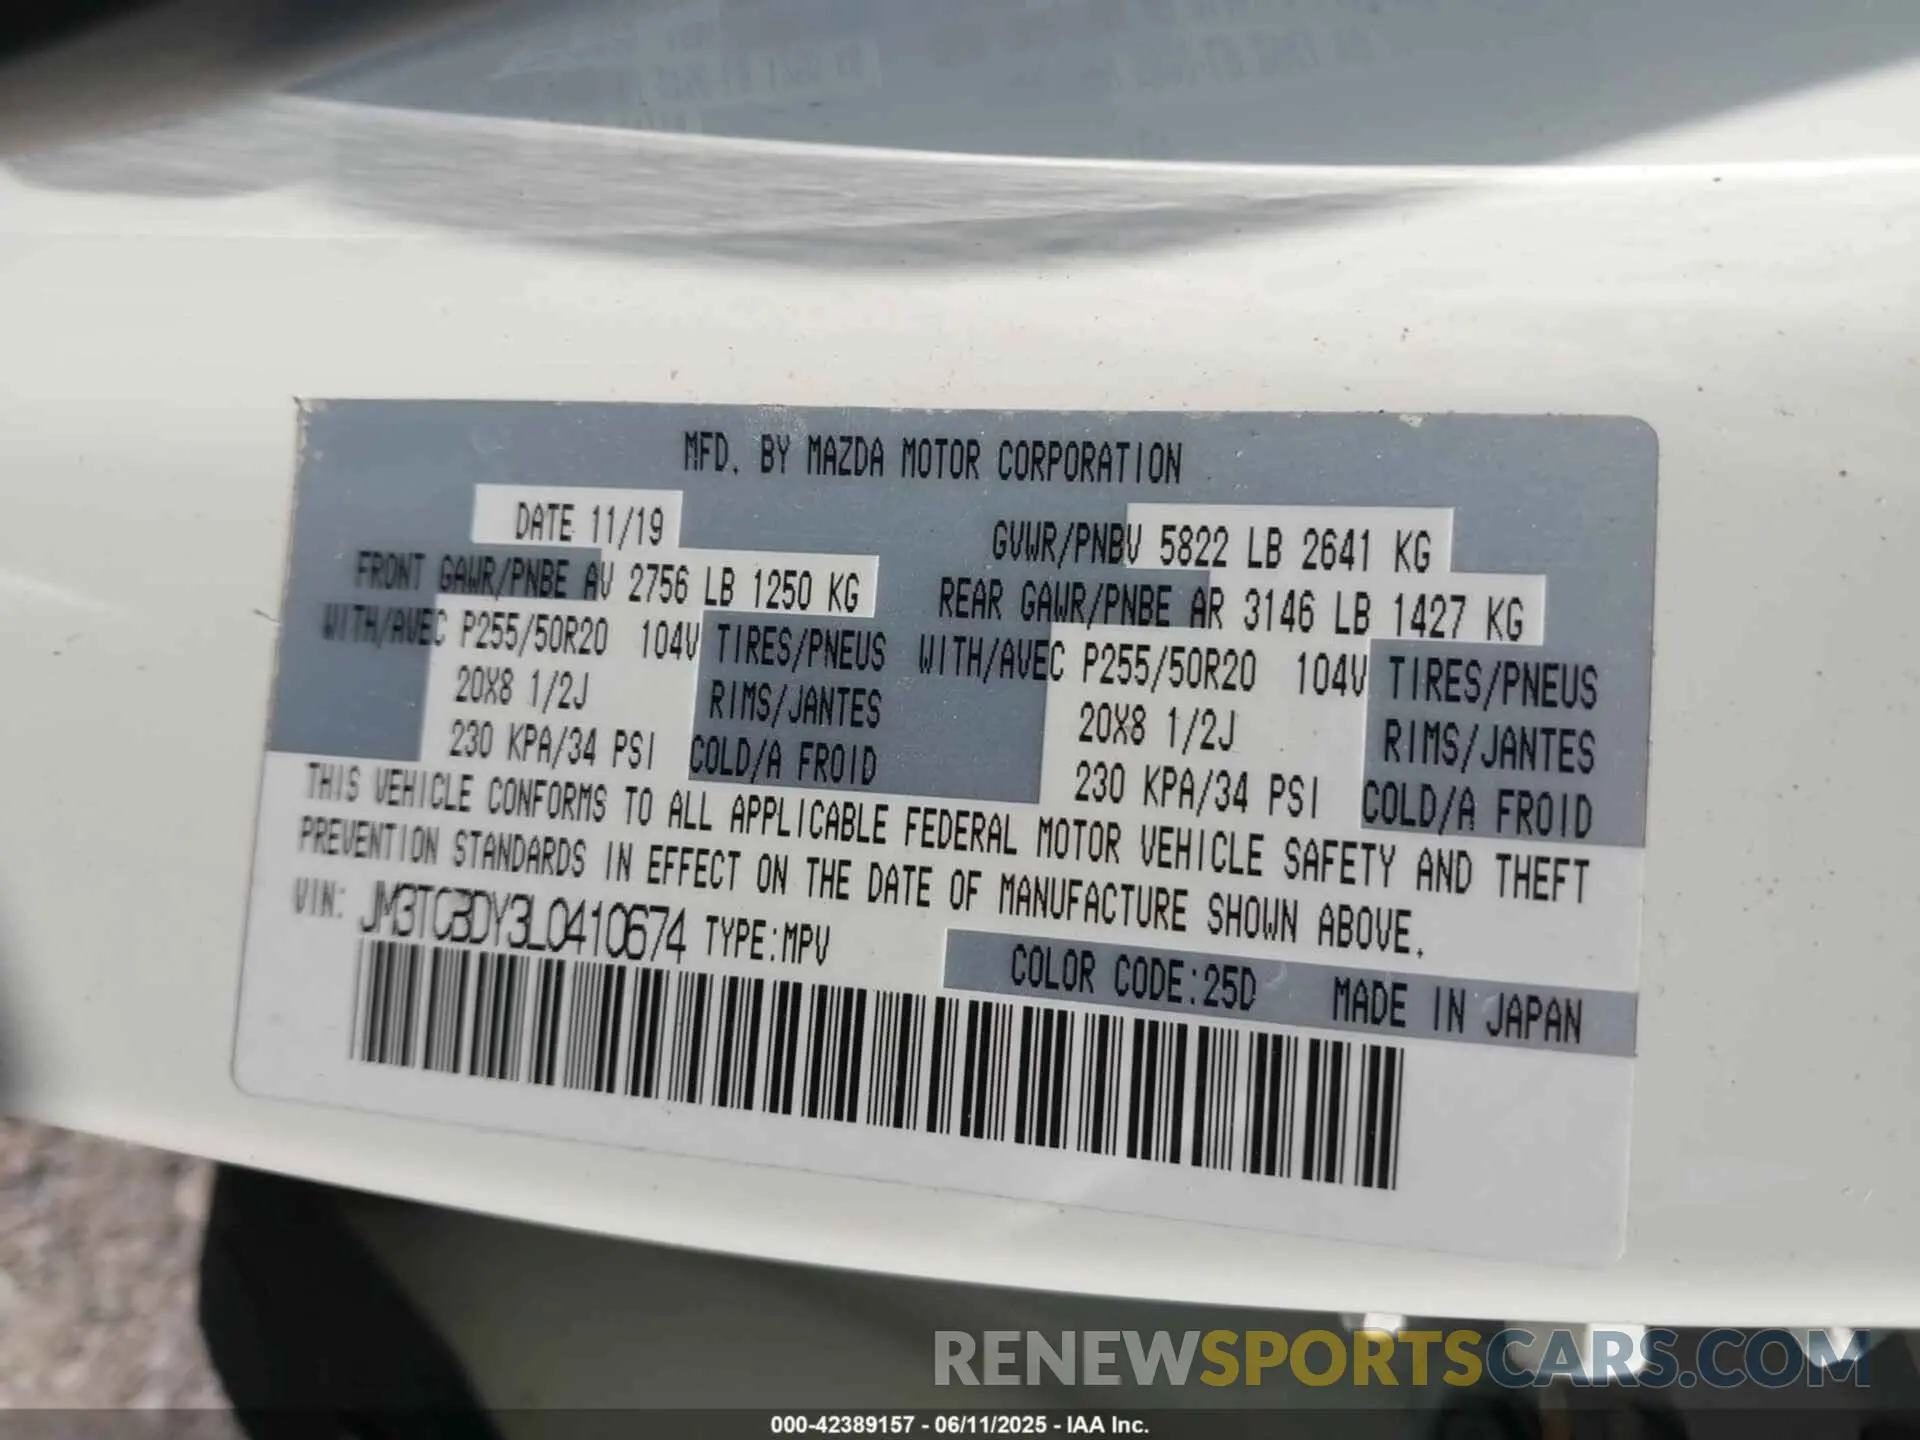 MFD. BY MAZDA MOTOR CORPORATION
DATE 11/19
GVWR/PNBV 5822 LB 2641 KG
FRONT GAWR/PNBE AV 2756 LB 1250 KG
REAR GAWR/PNBE AR 3146 LB 1427 KG
WITH/AVEC P255/50R20 104V TIRES/PNEUS
WITH/AVEC P255/50R20 104V TIRES/PNEUS
20X8 1/2J RIMS/JANTES
20X8 1/2J RIMS/JANTES
230 KPA/34 PSI COLD/A FROID
230 KPA/34 PSI COLD/A FROID
THIS VEHICLE CONFORMS TO ALL APPLICABLE FEDERAL MOTOR VEHICLE SAFETY AND THEFT
PREVENTION STANDARDS IN EFFECT ON THE DATE OF MANUFACTURE SHOWN ABOVE.
VIN: JM3TCBDY3L0410674 TYPE:MPV
COLOR CODE:25D MADE IN JAPAN
RENEWSPORTSCARS.COM
000-42389157 - 06/11/2025 - IAA Inc.